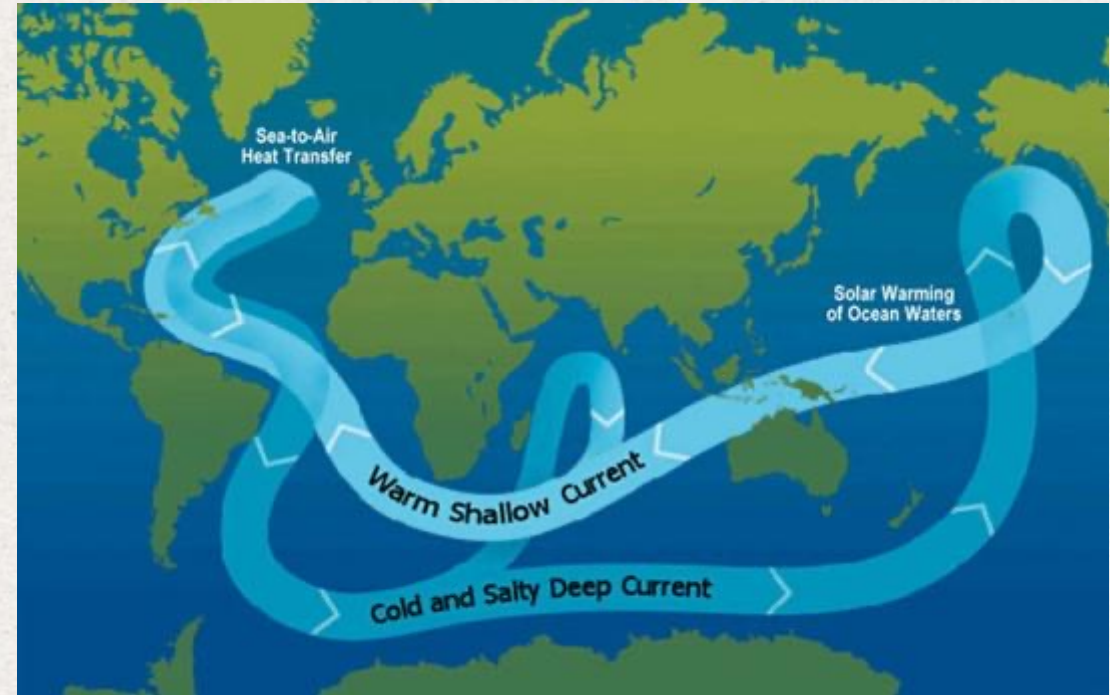 Sea-to-Air
Heat Transfer
Solar Warming
of Ocean Waters
Warm Shallow Current
Cold and Salty Deep Current